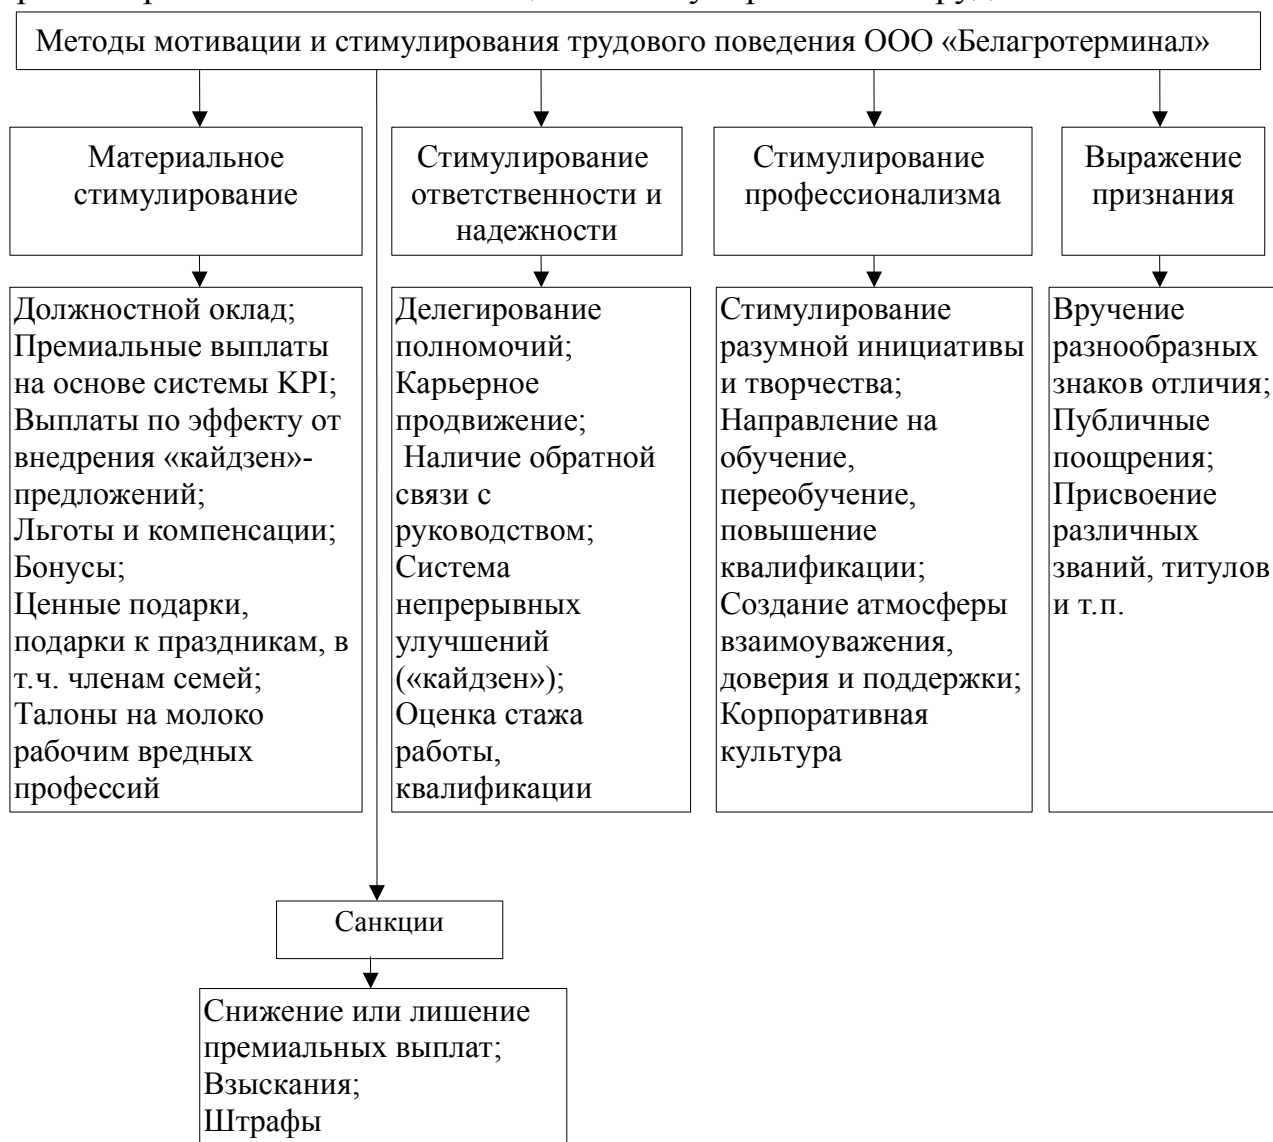 Методы мотивации и стимулирования трудового поведения ООО «Белагротерминал»
Материальное
стимулирование
Стимулирование
ответственности и
надежности
Стимулирование
профессионализма
Выражение
признания
Должностной оклад;
Премиальные выплаты
на основе системы KPI;
Выплаты по эффекту от
внедрения «кайдзен»-
предложений;
Льготы и компенсации;
Бонусы;
Ценные подарки,
подарки к праздникам, в
т.ч. членам семей;
Талоны на молоко
рабочим вредных
профессий
Делегирование
полномочий;
Карьерное
продвижение;
Наличие обратной
связи с
руководством;
Система
непрерывных
улучшений
(«кайдзен»);
Оценка стажа
работы,
квалификации
Стимулирование
разумной инициативы
и творчества;
Направление на
обучение,
переобучение,
повышение
квалификации;
Создание атмосферы
взаимоуважения,
доверия и поддержки;
Корпоративная
культура
Вручение
разнообразных
знаков отличия;
Публичные
поощрения;
Присвоение
различных
званий, титулов
и т.п.
Санкции
Снижение или лишение
премиальных выплат;
Взыскания;
Штрафы